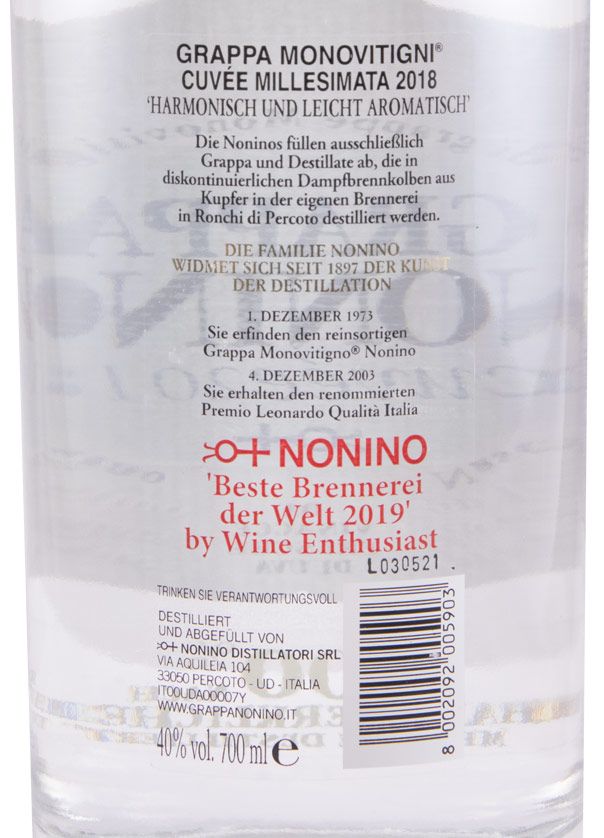 GRAPPA MONOVITIGNI®
CUVÉE MILLESIMATA 2018
'HARMONISCH UND LEICHT AROMATISCH'
Die Noninos füllen ausschließlich
Grappa und Destillate ab, die in
diskontinuierlichen Dampfbrennkolben aus
Kupfer in der eigenen Brennerei
in Ronchi di Percoto destilliert werden.
DIE FAMILIE NONINO
WIDMET SICH SEIT 1897 DER KUNST
DER DESTILLATION
1. DEZEMBER 1973
Sie erfinden den reinsortigen
Grappa Monovitigno® Nonino
4. DEZEMBER 2003
Sie erhalten den renommierten
Premio Leonardo Qualità Italia
NONINO
'Beste Brennerei
der Welt 2019'
by Wine Enthusiast
L030521
TRINKEN SIE VERANTWORTUNGSVOLL
DESTILLIERT
UND ABGEFÜLLT VON
NONINO DISTILLATORI SRL
VIA AQUILEIA 104
33050 PERCOTO - UD - ITALIA
IT00UDA00007Y
WWW.GRAPPANONINO.IT
40% vol. 700 ml e
8 002092 005903